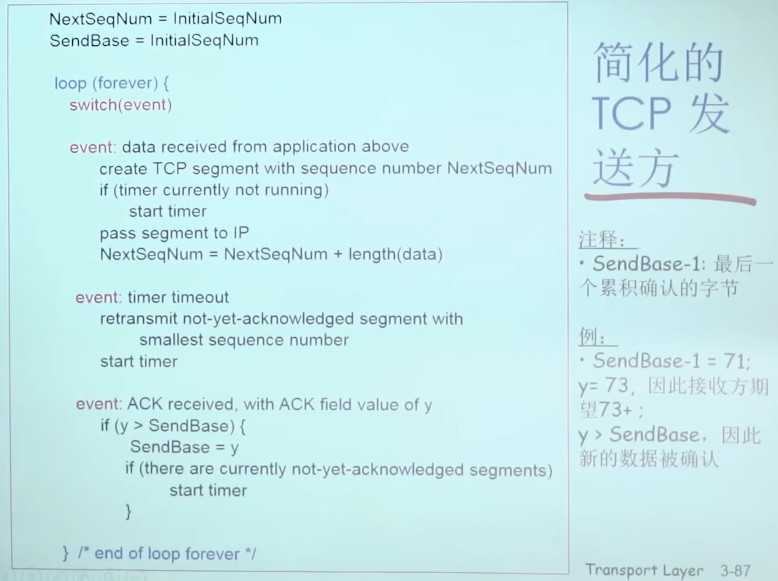 NextSeqNum = InitialSeqNum
SendBase = InitialSeqNum
loop (forever) {
switch(event)
event: data received from application above
create TCP segment with sequence number NextSeqNum
if (timer currently not running)
start timer
pass segment to IP
NextSeqNum = NextSeqNum + length(data)
event: timer timeout
retransmit not-yet-acknowledged segment with
smallest sequence number
start timer
event: ACK received, with ACK field value of y
if (y > SendBase) {
SendBase = y
if (there are currently not-yet-acknowledged segments)
start timer
}
} /* end of loop forever */
简化的
TCP 发
送方
注释:
· SendBase-1: 最后一
个累积确认的字节
例:
· SendBase-1 = 71;
y= 73, 因此接收方期
望73+ ;
y > SendBase, 因此
新的数据被确认
Transport Layer 3-87